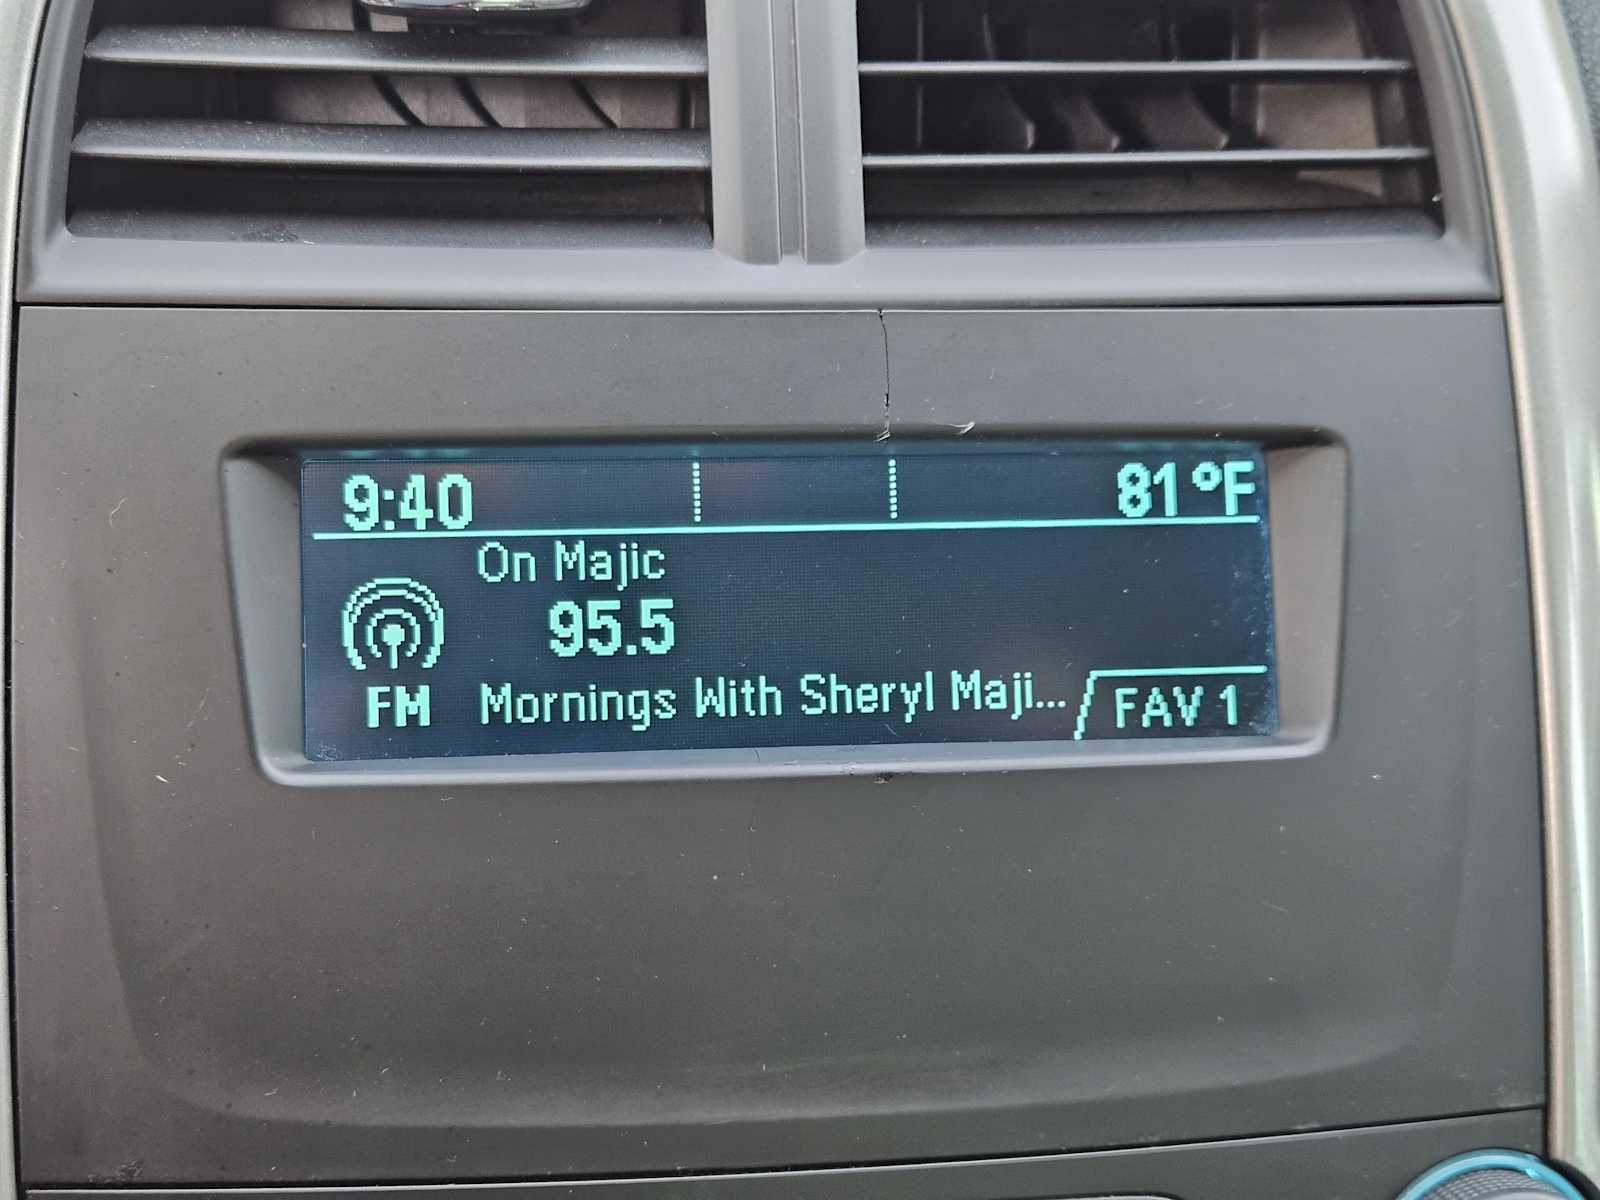 9:40 81°F
On Majic
95.5
FM Mornings With Sheryl Maji... FAV 1